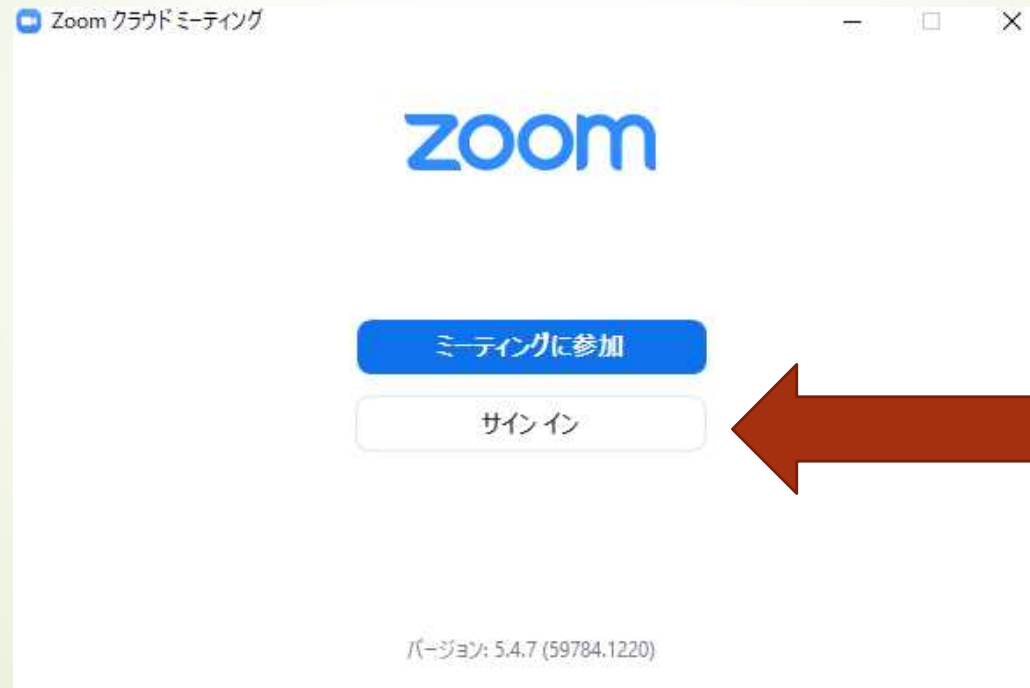 Zoom クラウド ミーティング
zoom
ミーティングに参加
サイン イン
バージョン: 5.4.7 (59784.1220)